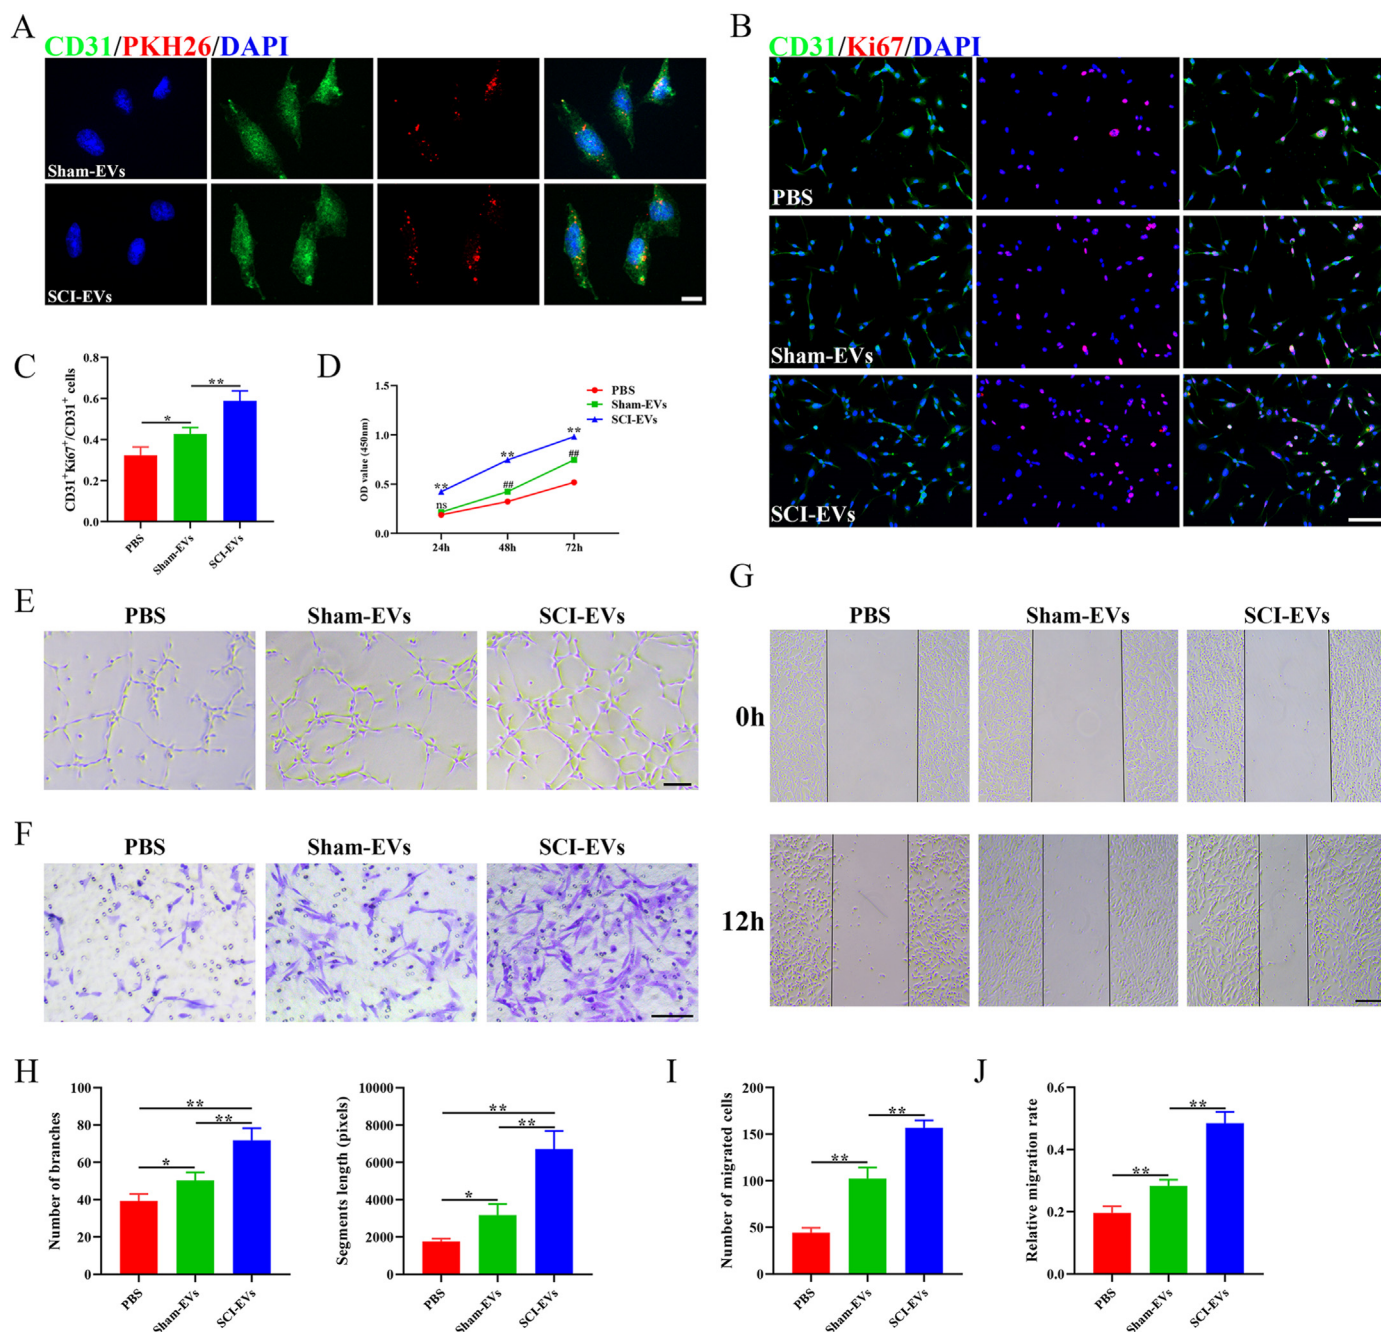 A
CD31/PKH26/DAPI
Sham-EVs
SCI-EVs
B
CD31/Ki67/DAPI
PBS
Sham-EVs
SCI-EVs
C
CD31+Ki67+/CD31+ cells
0.8
0.6
0.4
0.2
0.0
*
**
PBS
Sham-EVs
SCI-EVs
D
OD value (450nm)
1.5
1.0
0.5
0.0
PBS
Sham-EVs
SCI-EVs
**
ns
**
##
**
##
24h
48h
72h
E
PBS
Sham-EVs
SCI-EVs
F
PBS
Sham-EVs
SCI-EVs
G
PBS
Sham-EVs
SCI-EVs
0h
12h
H
Number of branches
100
80
60
40
20
0
**
**
*
PBS
Sham-EVs
SCI-EVs
Segments length (pixels)
10000
8000
6000
4000
2000
0
**
**
*
PBS
Sham-EVs
SCI-EVs
I
Number of migrated cells
200
150
100
50
0
**
**
PBS
Sham-EVs
SCI-EVs
J
Relative migration rate
0.6
0.4
0.2
0.0
**
**
PBS
Sham-EVs
SCI-EVs